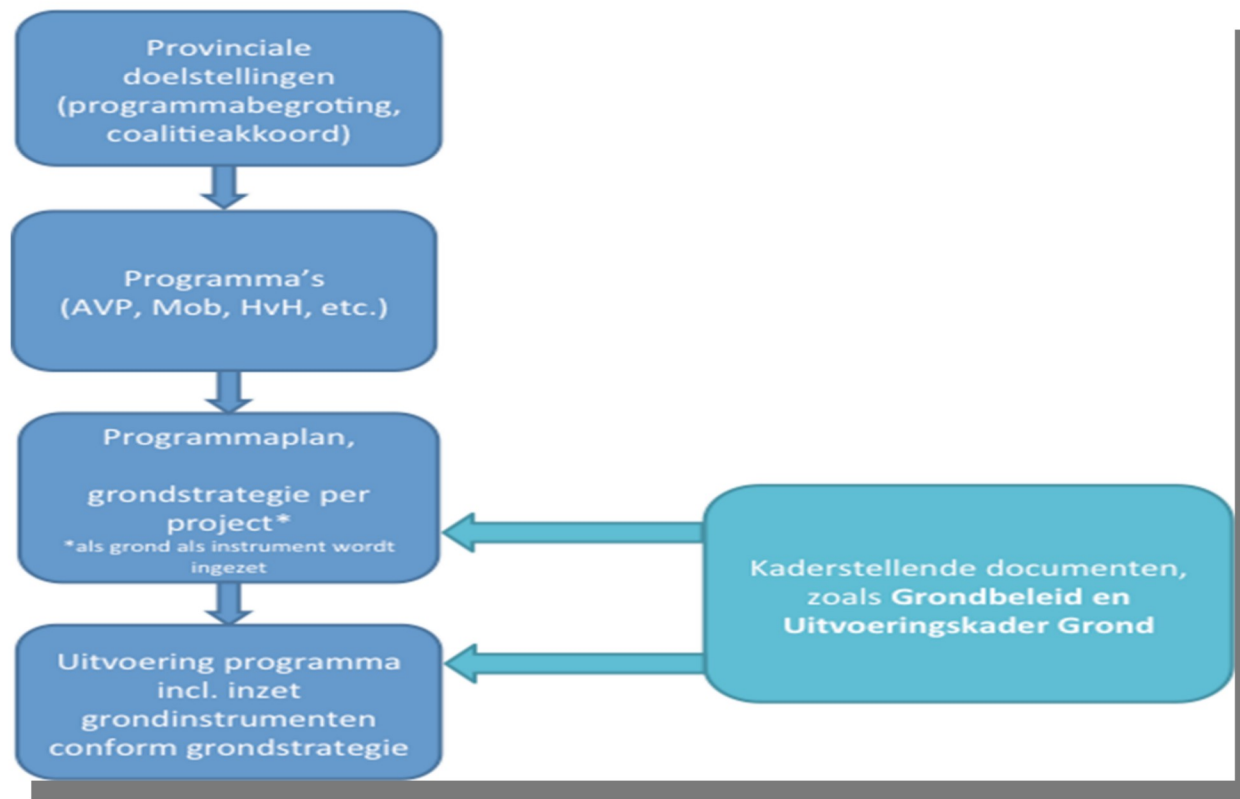 Provinciale
doelstellingen
(programmabegroting,
coalitieakkoord)
Programma's
(AVP, Mob, HvH, etc.)
Programmaplan,
grondstrategie per
project*
*als grond als instrument wordt
ingezet
Kaderstellende documenten,
zoals Grondbeleid en
Uitvoeringskader Grond
Uitvoering programma
incl. inzet
grondinstrumenten
conform grondstrategie